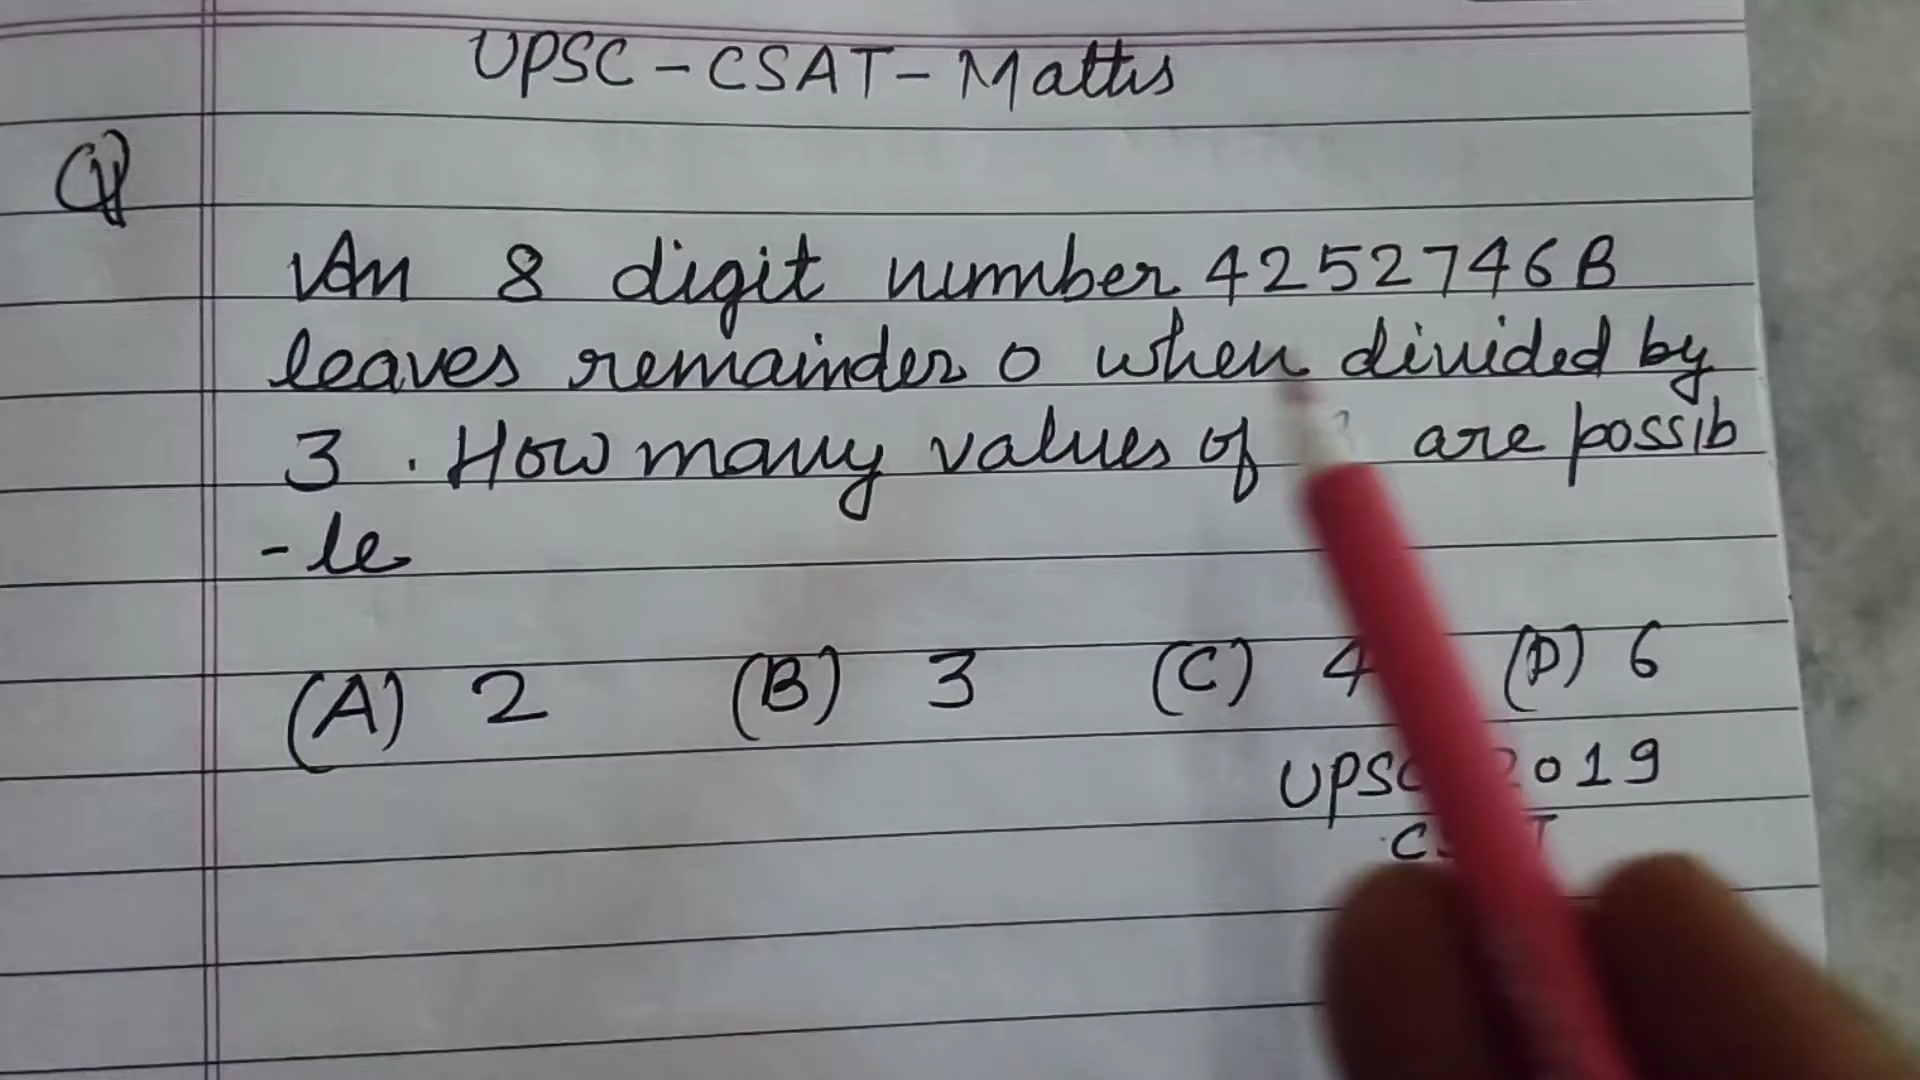 UPSC - CSAT - Maths
Q
An 8 digit number 4252746B
leaves remainder 0 when divided by
3 . How many values of are possib
- le
(A) 2 (B) 3 (C) 4 (D) 6
UPSC 2019